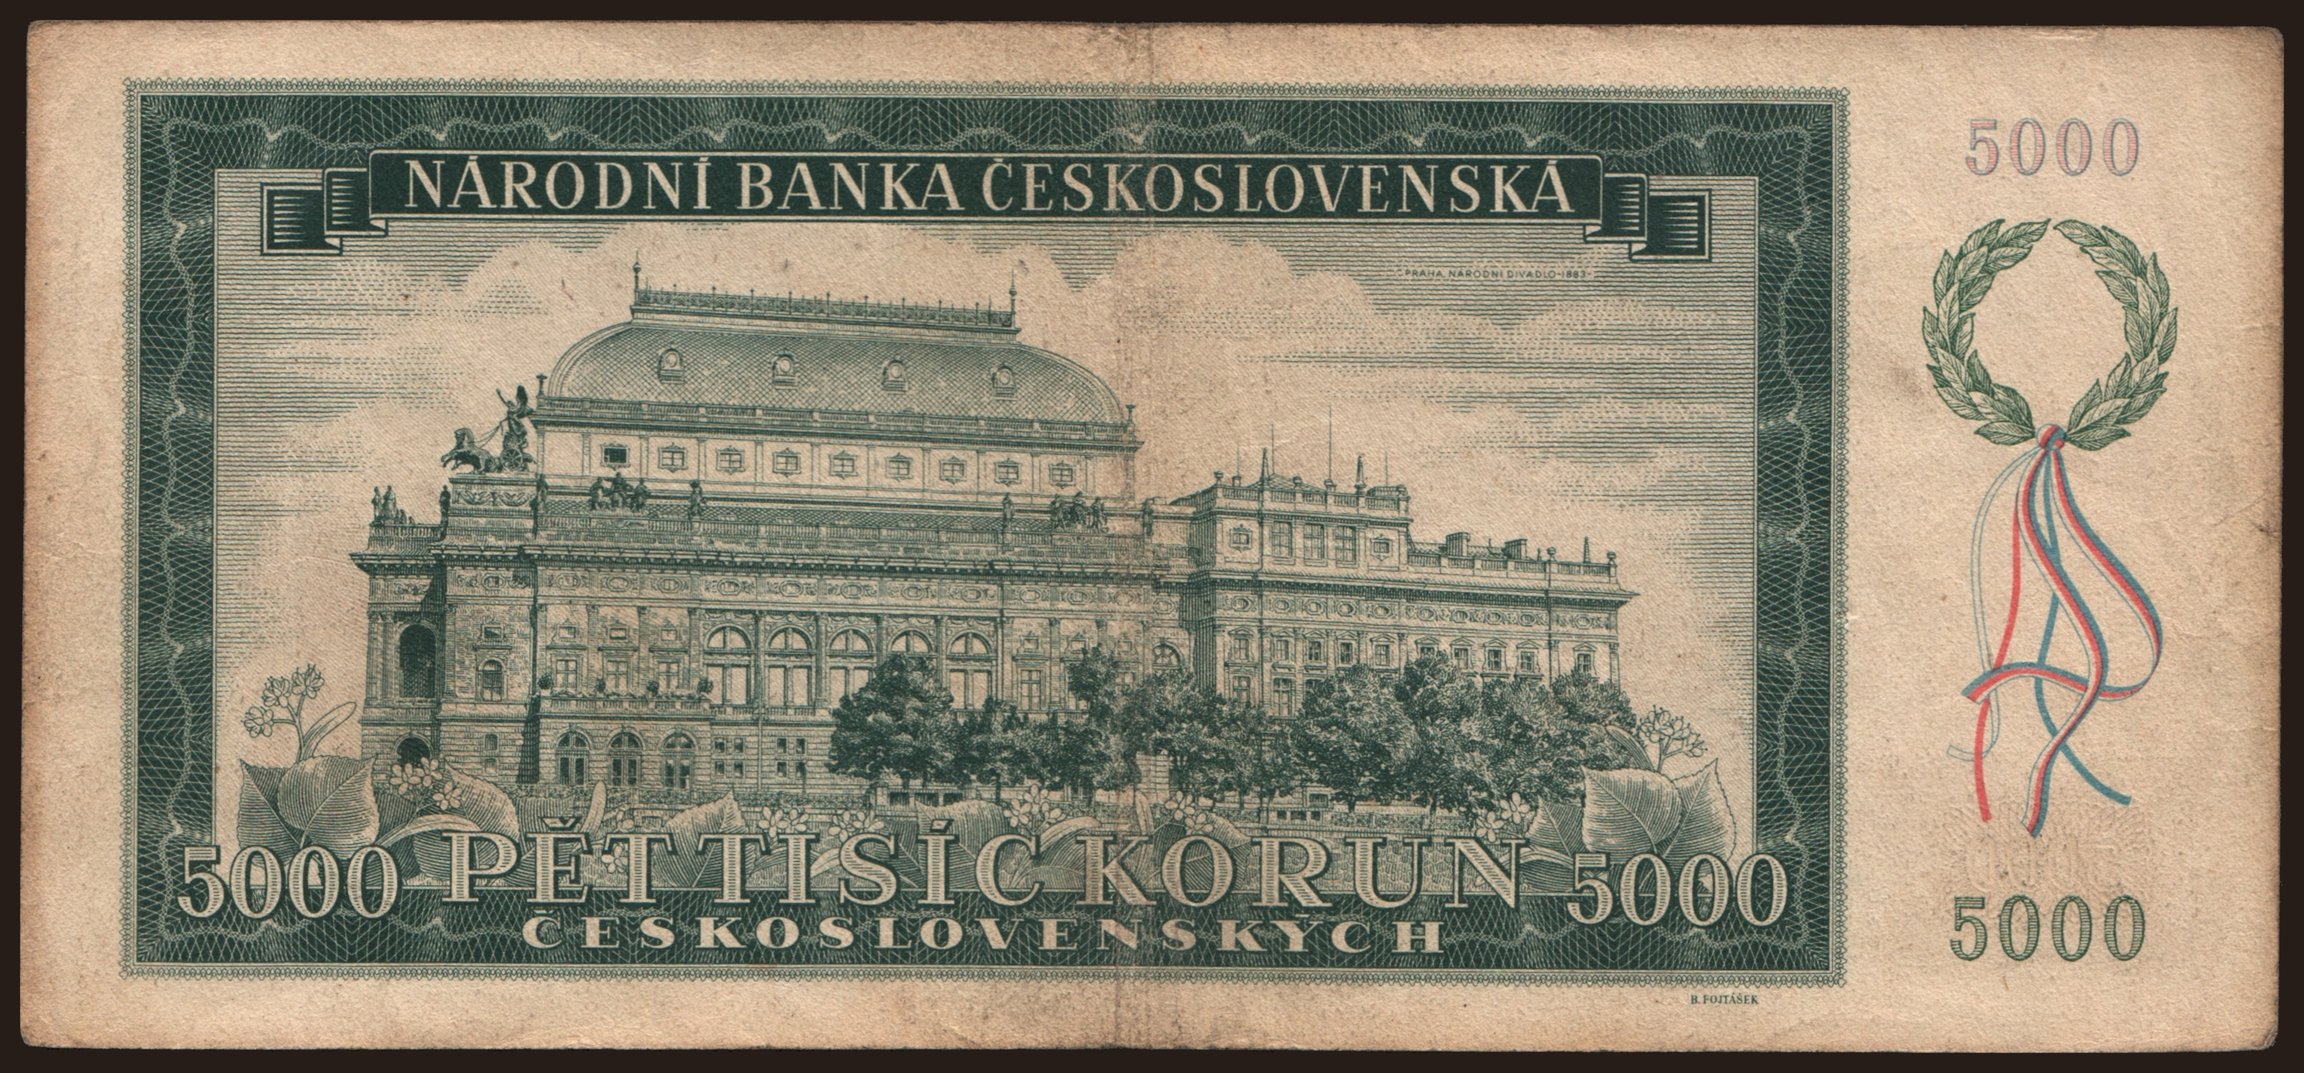 NÁRODNÍ BANKA ČESKOSLOVENSKÁ
5000
PRAHA, NÁRODNÍ DIVADLO-1883-
5000 PĚT TISÍC KORUN 5000
ČESKOSLOVENSKÝCH
5000
B. FOJTÁŠEK